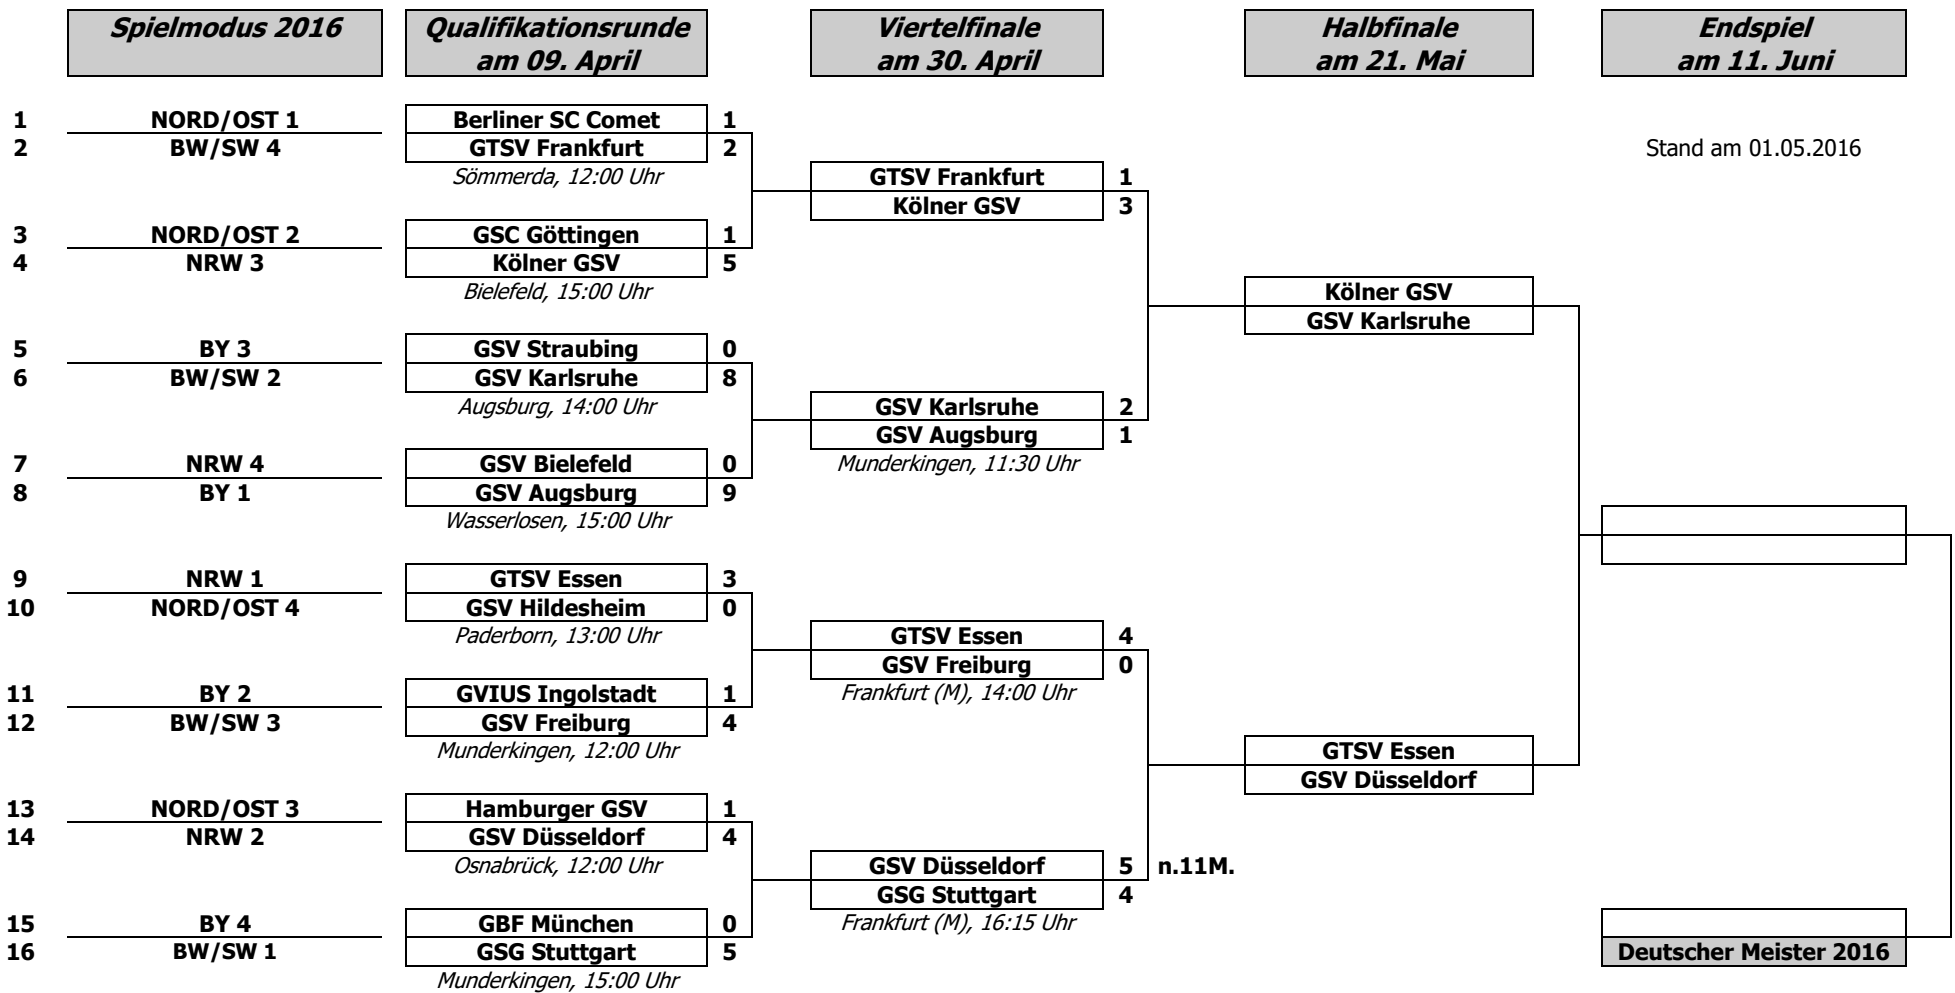 Spielmodus 2016
Qualifikationsrunde
am 09. April
Viertelfinale
am 30. April
Halbfinale
am 21. Mai
Endspiel
am 11. Juni
Stand am 01.05.2016
1 NORD/OST 1 Berliner SC Comet 1
2 BW/SW 4 GTSV Frankfurt 2
Sömmerda, 12:00 Uhr
3 NORD/OST 2 GSC Göttingen 1
4 NRW 3 Kölner GSV 5
Bielefeld, 15:00 Uhr
5 BY 3 GSV Straubing 0
6 BW/SW 2 GSV Karlsruhe 8
Augsburg, 14:00 Uhr
7 NRW 4 GSV Bielefeld 0
8 BY 1 GSV Augsburg 9
Wasserlosen, 15:00 Uhr
9 NRW 1 GTSV Essen 3
10 NORD/OST 4 GSV Hildesheim 0
Paderborn, 13:00 Uhr
11 BY 2 GVIUS Ingolstadt 1
12 BW/SW 3 GSV Freiburg 4
Munderkingen, 12:00 Uhr
13 NORD/OST 3 Hamburger GSV 1
14 NRW 2 GSV Düsseldorf 4
Osnabrück, 12:00 Uhr
15 BY 4 GBF München 0
16 BW/SW 1 GSG Stuttgart 5
Munderkingen, 15:00 Uhr
GTSV Frankfurt 1
Kölner GSV 3
GSV Karlsruhe 2
GSV Augsburg 1
Munderkingen, 11:30 Uhr
GTSV Essen 4
GSV Freiburg 0
Frankfurt (M), 14:00 Uhr
GSV Düsseldorf 5 n.11M.
GSG Stuttgart 4
Frankfurt (M), 16:15 Uhr
Kölner GSV
GSV Karlsruhe
GTSV Essen
GSV Düsseldorf
Deutscher Meister 2016